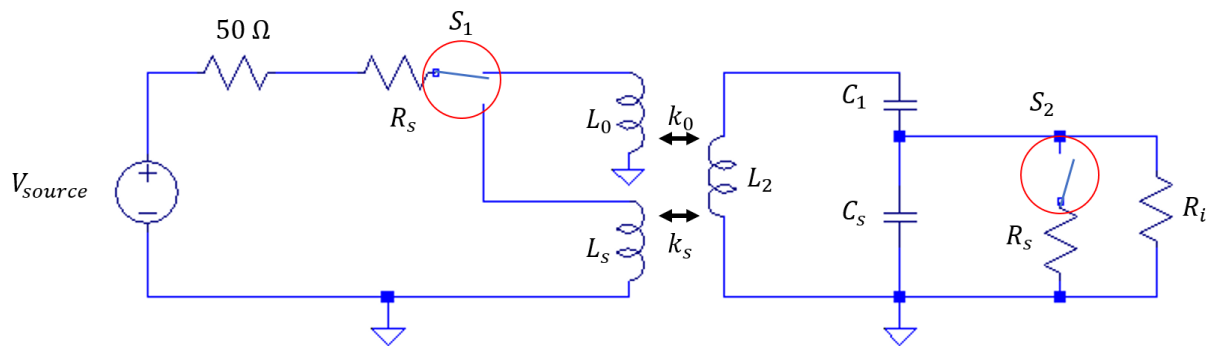 50 Ω
S₁
Rₛ
L₀
k₀
C₁
S₂
V_source
L₂
Lₛ
kₛ
Cₛ
Rₛ
Rᵢ